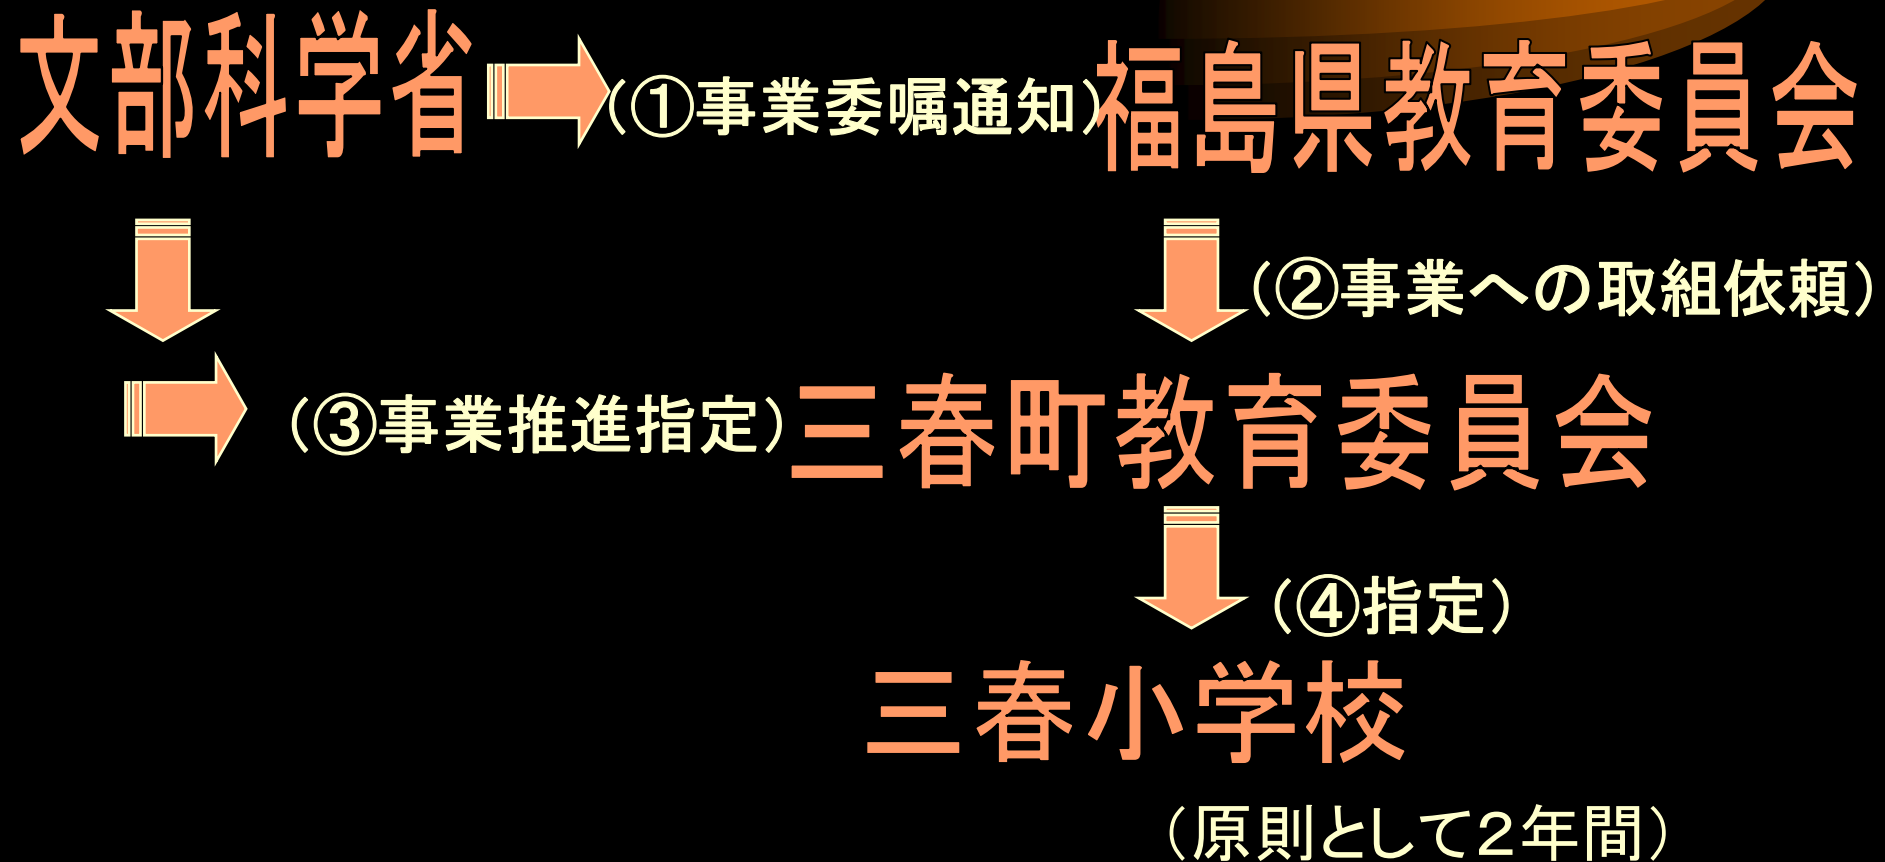 文部科学省
（①事業委嘱通知）
福島県教育委員会
（②事業への取組依頼）
（③事業推進指定）
三春町教育委員会
（④指定）
三春小学校
（原則として２年間）